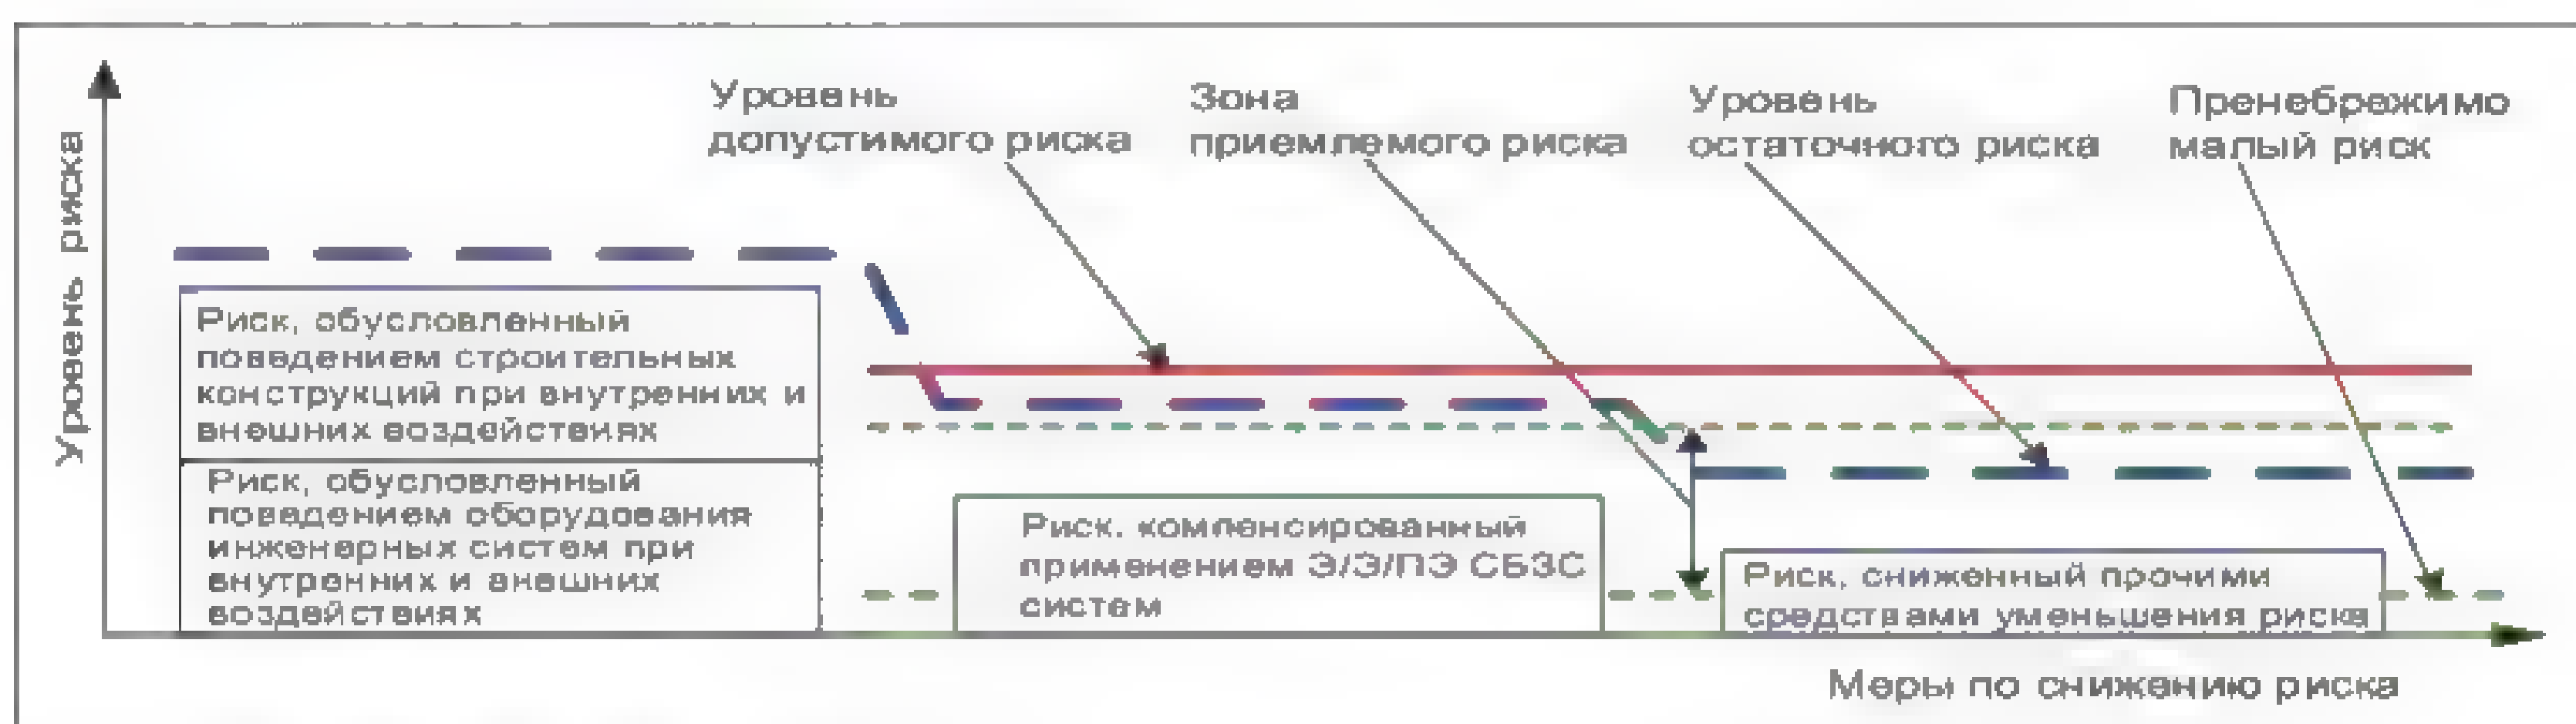 Уровень риска
Уровень
допустимого риска
Зона
приемлемого риска
Уровень
остаточного риска
Пренебрежимо
малый риск
Риск, обусловленный
поведением строительных
конструкций при внутренних и
внешних воздействиях
Риск, обусловленный
поведением оборудования
инженерных систем при
внутренних и внешних
воздействиях
Риск. компенсированный
применением Э/Э/ПЭ СБЗС
систем
Риск, сниженный прочими
средствами уменьшения риска
Меры по снижению риска